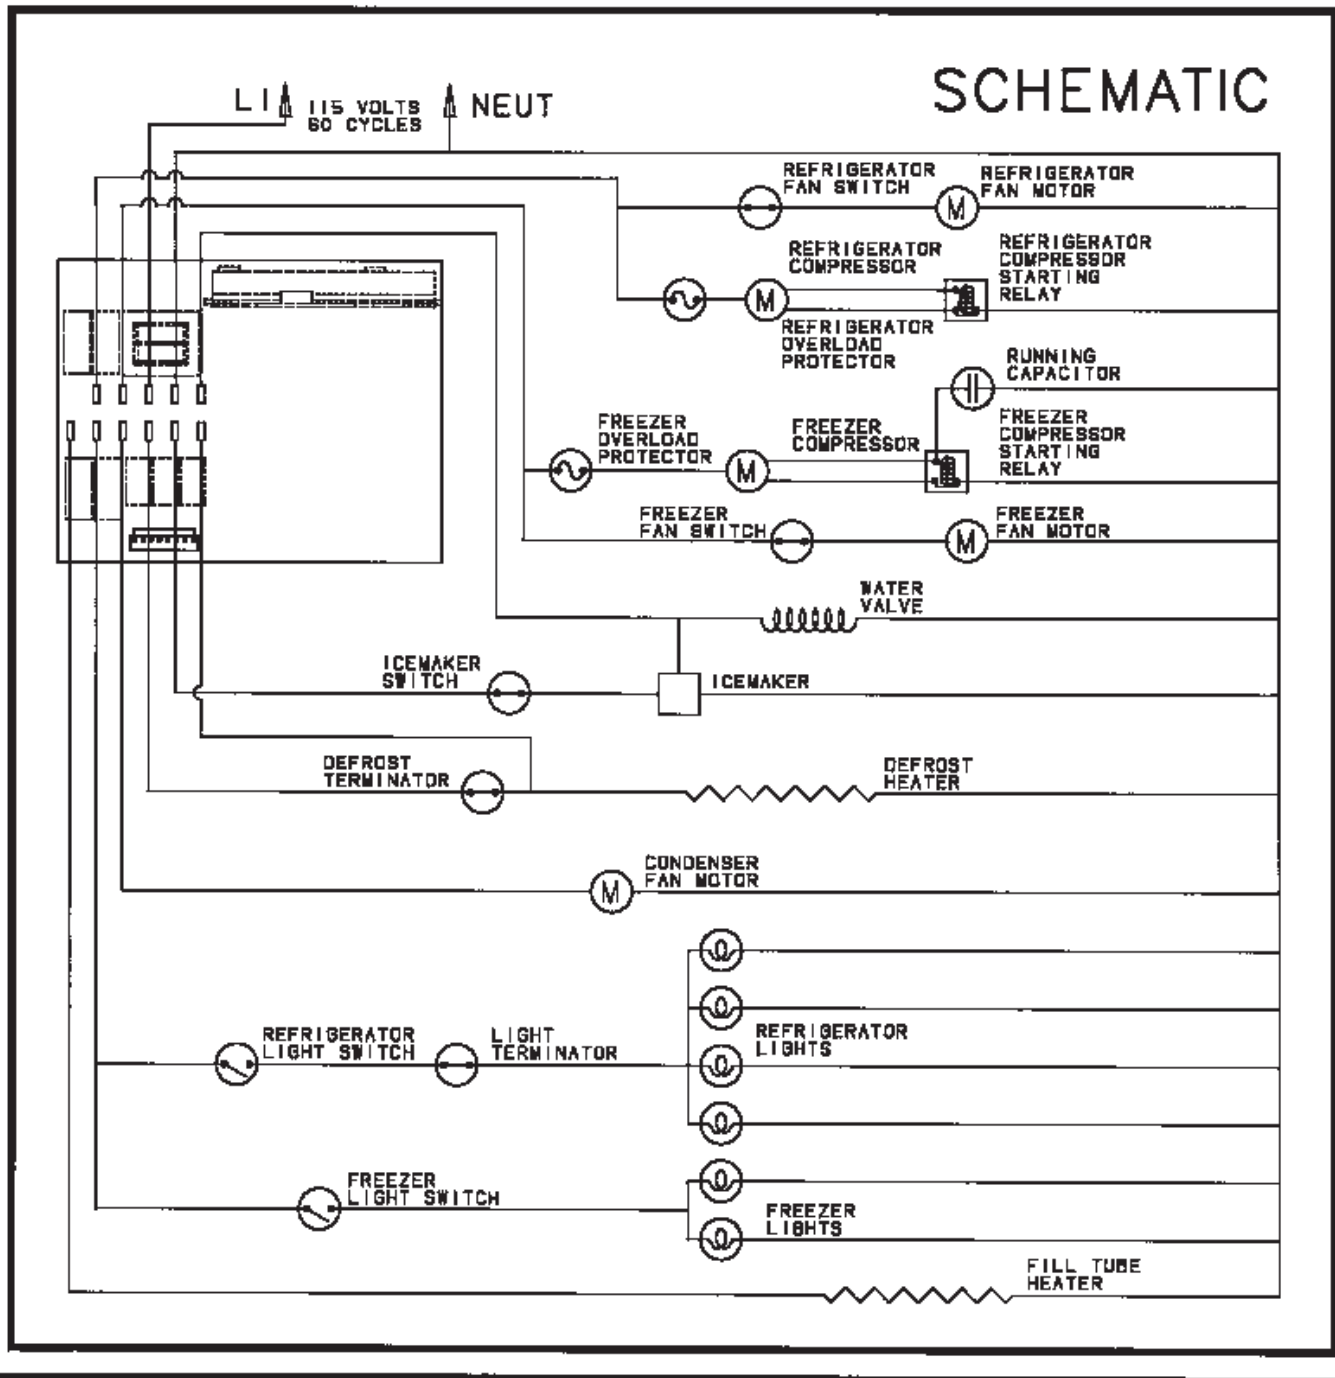 SCHEMATIC
L1
115 VOLTS
60 CYCLES
NEUT
REFRIGERATOR
FAN SWITCH
REFRIGERATOR
FAN MOTOR
M
REFRIGERATOR
COMPRESSOR
REFRIGERATOR
COMPRESSOR
STARTING
RELAY
M
REFRIGERATOR
OVERLOAD
PROTECTOR
RUNNING
CAPACITOR
FREEZER
OVERLOAD
PROTECTOR
FREEZER
COMPRESSOR
FREEZER
COMPRESSOR
STARTING
RELAY
M
FREEZER
FAN SWITCH
FREEZER
FAN MOTOR
M
WATER
VALVE
ICEMAKER
SWITCH
ICEMAKER
DEFROST
TERMINATOR
DEFROST
HEATER
CONDENSER
FAN MOTOR
M
REFRIGERATOR
LIGHT SWITCH
LIGHT
TERMINATOR
REFRIGERATOR
LIGHTS
FREEZER
LIGHT SWITCH
FREEZER
LIGHTS
FILL TUBE
HEATER